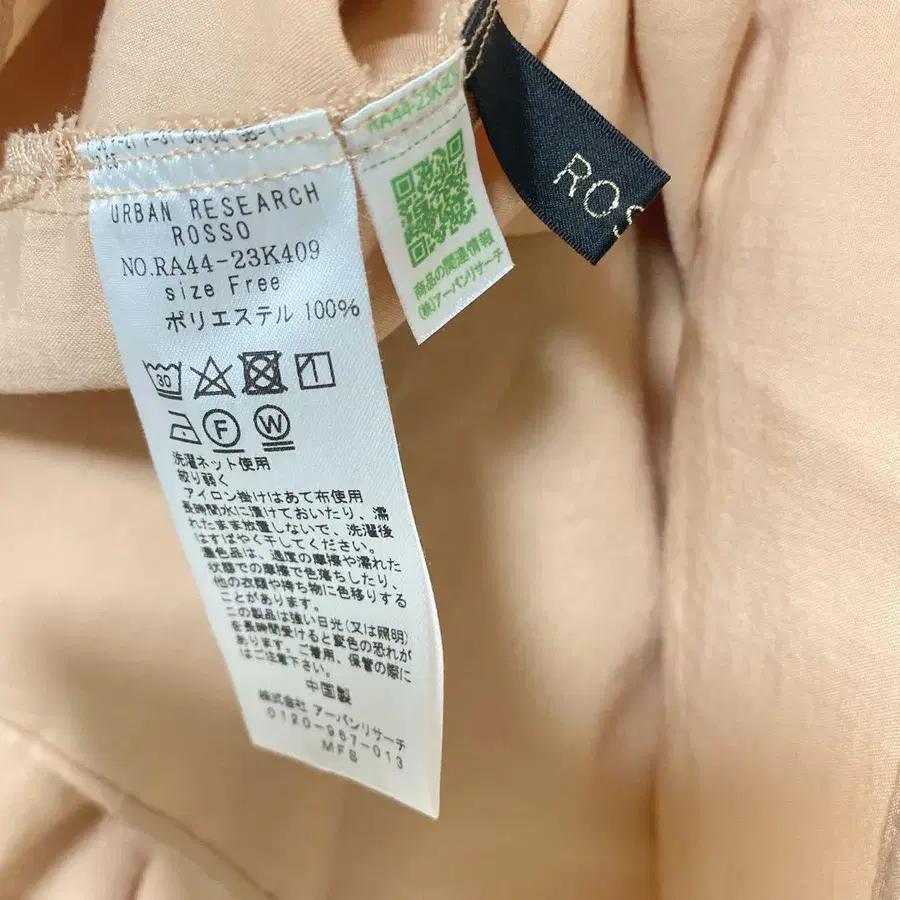 URBAN RESEARCH
ROSSO
NO.RA44-23K409
size Free
ポリエステル 100%
30
F
W
洗濯ネット使用
絞り弱く
アイロン掛けはあて布使用
長時間水に漬けておいたり、濡
れたまま放置しないで、洗濯後
はすばやく干してください。
濃色品は、過度の摩擦や濡れた
状態での摩擦で色落ちしたり、
他の衣類や持ち物に色移りする
ことがあります。
この製品は強い日光(又は照明)
を長時間受けると変色の恐れが
あります。ご着用、保管の際に
はご注意下さい。
中国製
株式会社 アーバンリサーチ
0120-967-013
MFS
RA44-23K409
商品の関連情報
(株)アーバンリサーチ
ROS